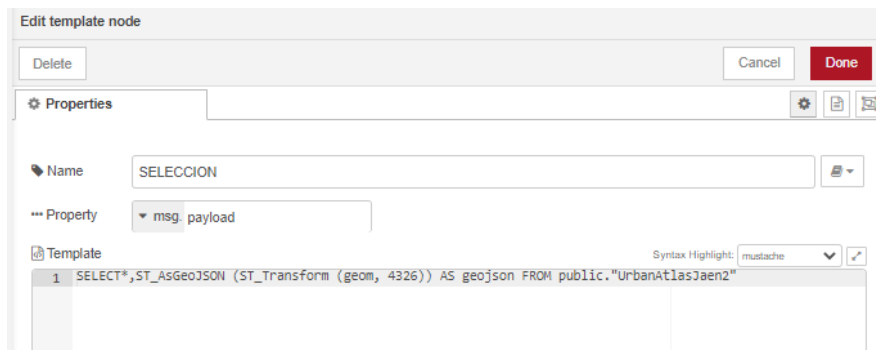 Edit template node
Delete
Cancel
Done
Properties
Name
SELECCION
Property
msg. payload
Template
Syntax Highlight: mustache
1 SELECT*,ST_AsGeoJSON (ST_Transform (geom, 4326)) AS geojson FROM public."UrbanAtlasJaen2"